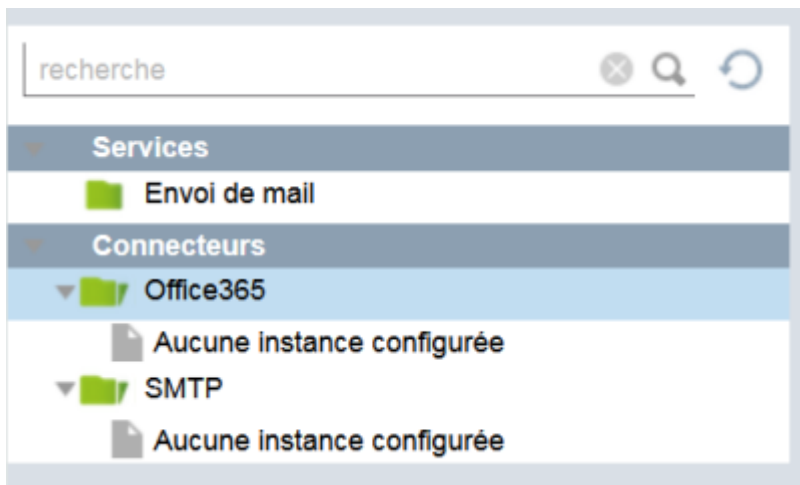 recherche
Services
Envoi de mail
Connecteurs
Office365
Aucune instance configurée
SMTP
Aucune instance configurée